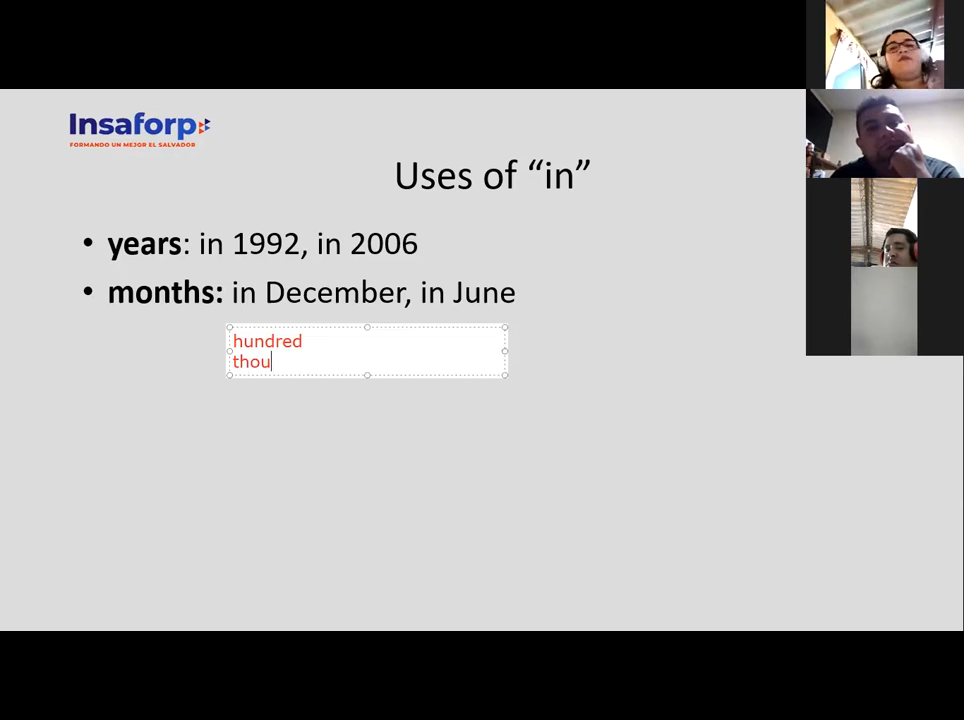 Insaforp
FORMANDO UN MEJOR EL SALVADOR
Uses of “in”
• years: in 1992, in 2006
• months: in December, in June
hundred
thou